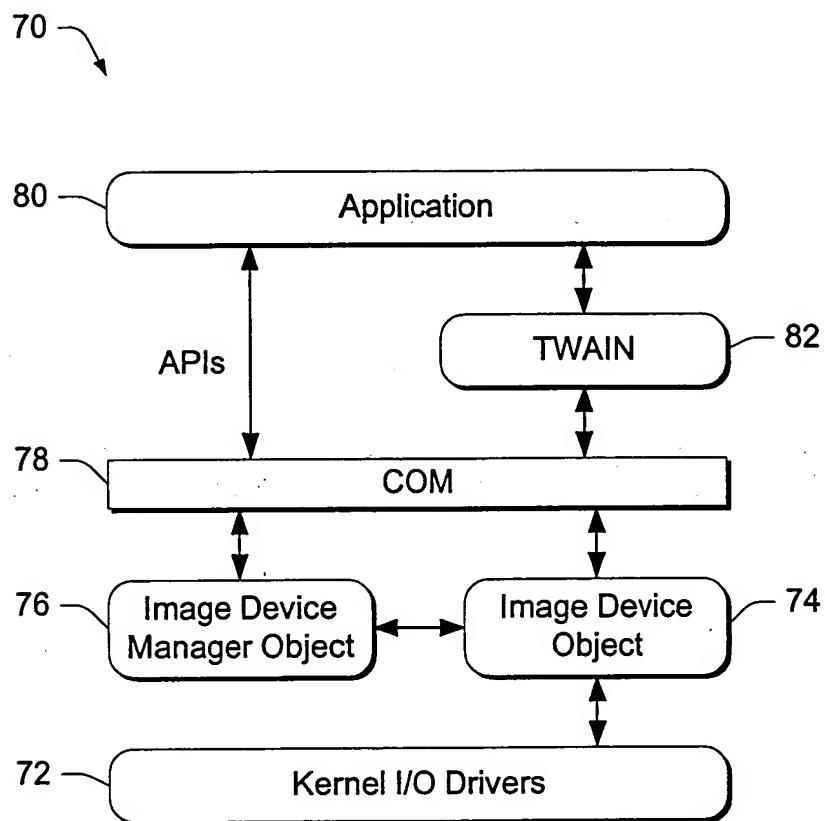 70
80
Application
APIs
TWAIN
82
78
COM
76
Image Device
Manager Object
Image Device
Object
74
72
Kernel I/O Drivers